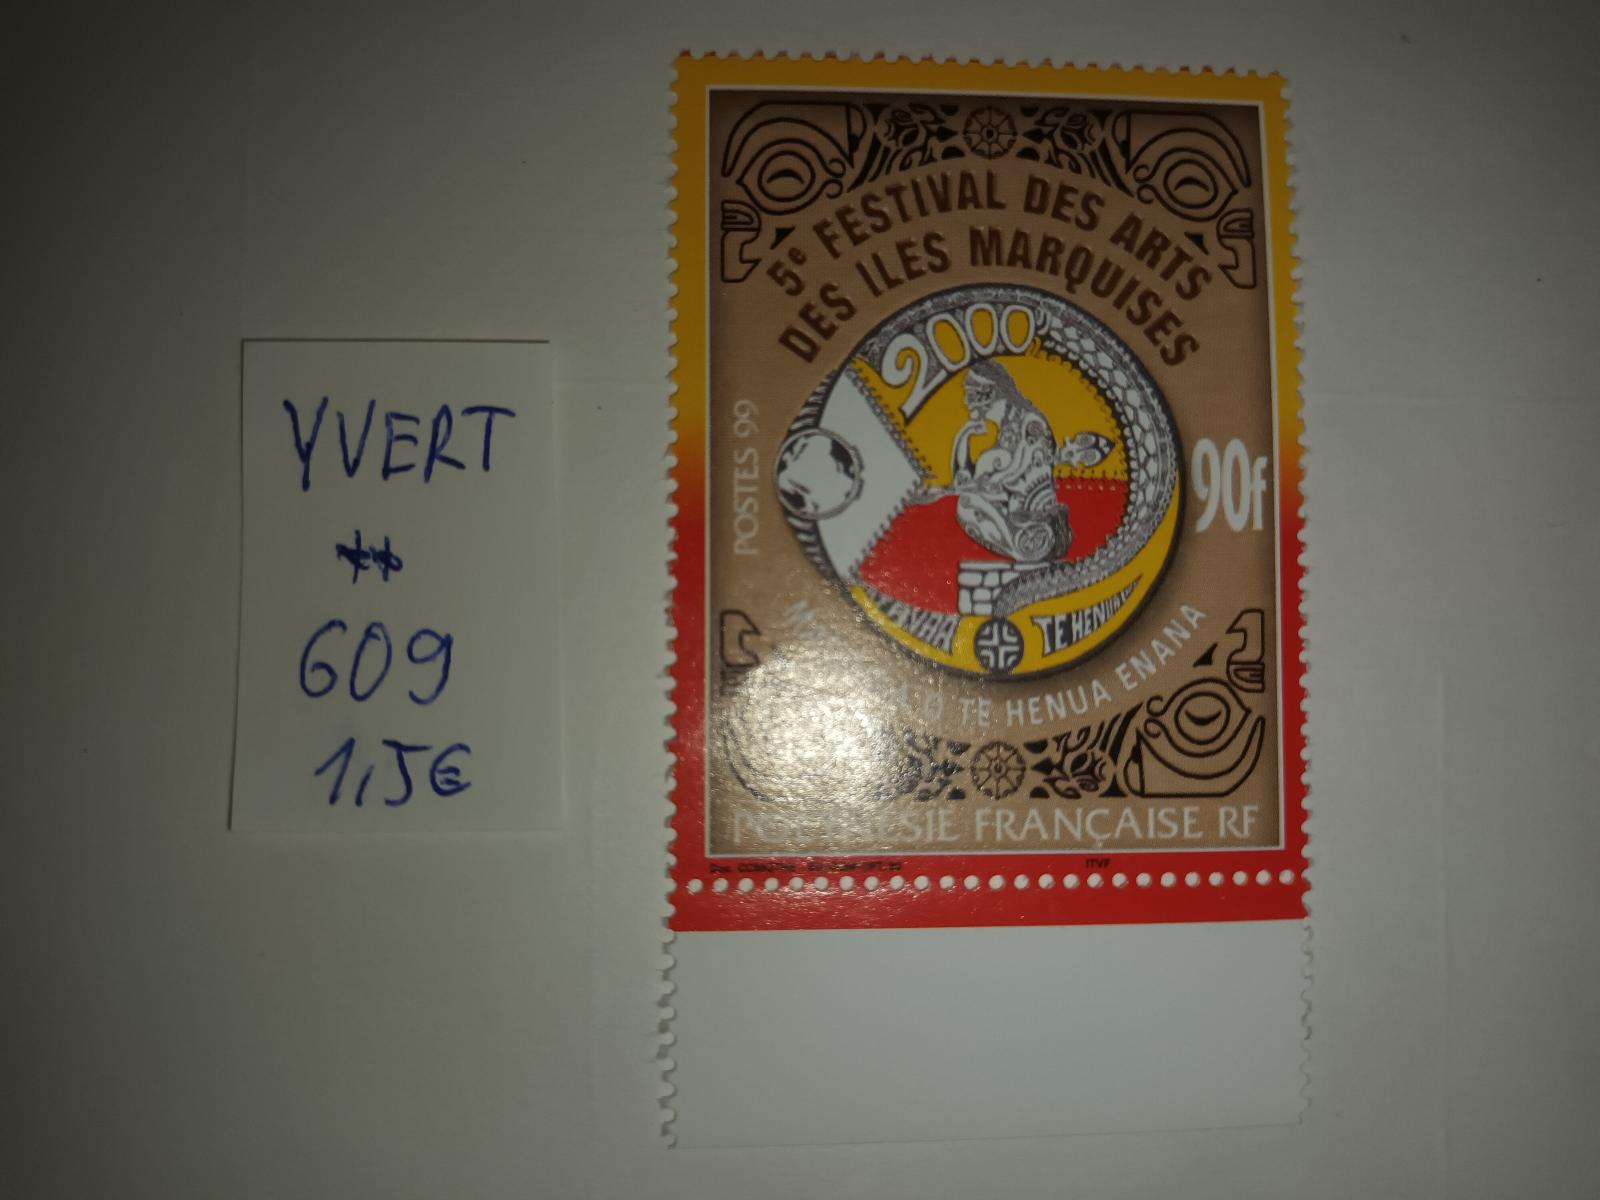 YVERT
**
609
1,5€
5e FESTIVAL DES ARTS
DES ILES MARQUISES
2000
POSTES 99
90f
TE HENUA
O TE HENUA ENANA
FRANÇAISE RF
ITVF